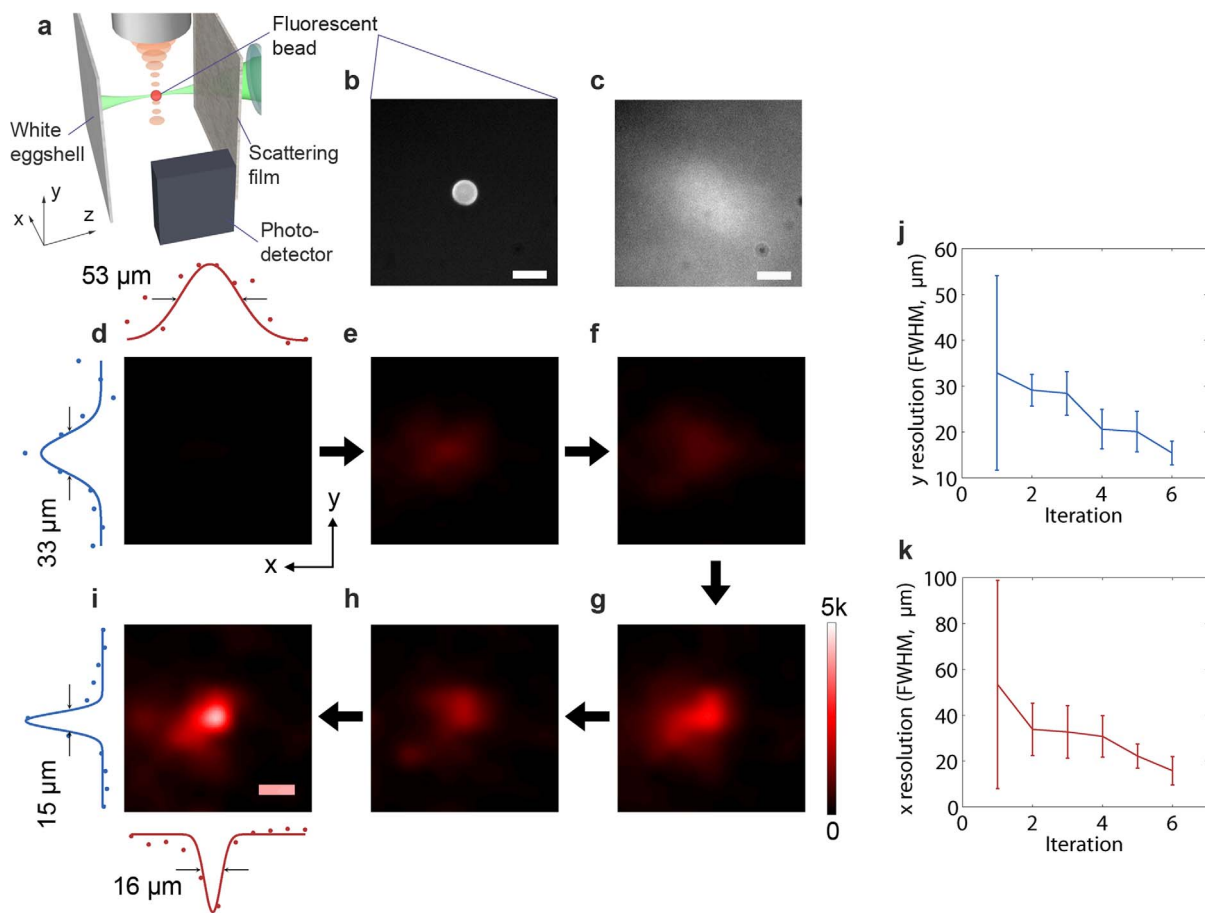 a
Fluorescent
bead
White
eggshell
Scattering
film
y
x
z
Photo-
detector
b
c
53 µm
d
e
f
33 µm
y
x
i
h
g
5k
0
15 µm
16 µm
j
y resolution (FWHM, µm)
60
50
40
30
20
10
0
2
4
6
Iteration
k
x resolution (FWHM, µm)
100
80
60
40
20
0
0
2
4
6
Iteration